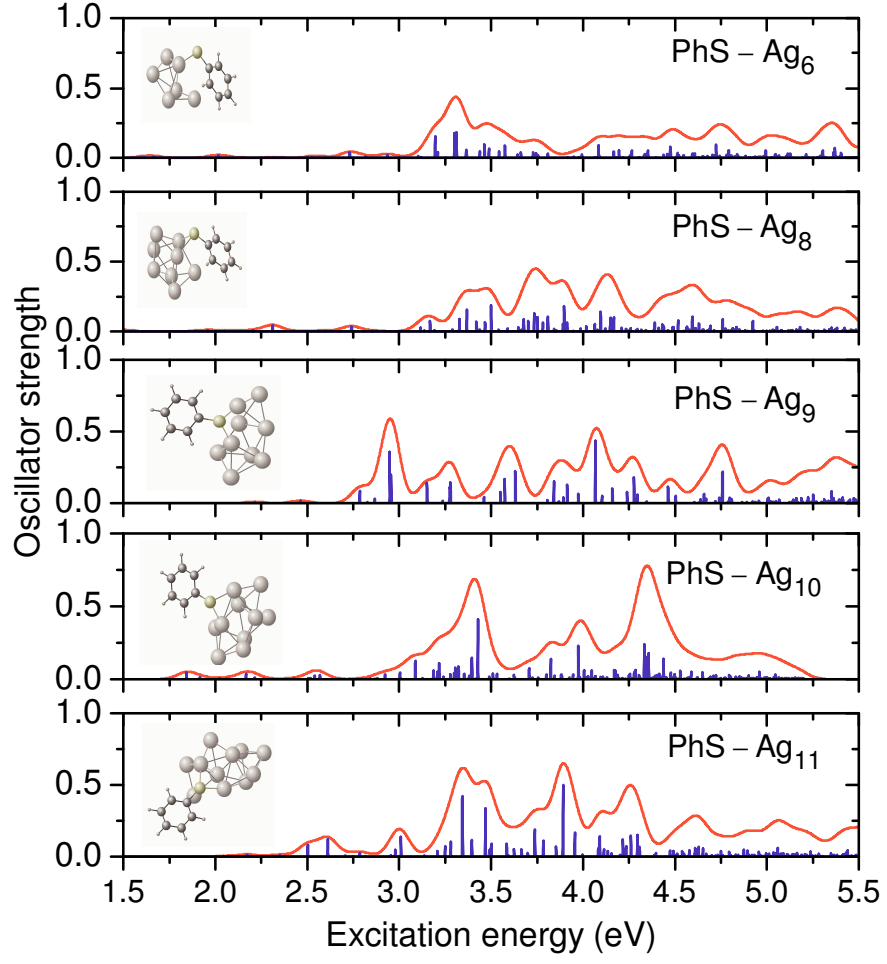 1.0
PhS – Ag6
0.5
0.0
1.0
PhS – Ag8
0.5
0.0
1.0
PhS – Ag9
0.5
0.0
1.0
PhS – Ag10
0.5
0.0
1.0
PhS – Ag11
0.5
0.0
1.5 2.0 2.5 3.0 3.5 4.0 4.5 5.0 5.5
Excitation energy (eV)
Oscillator strength